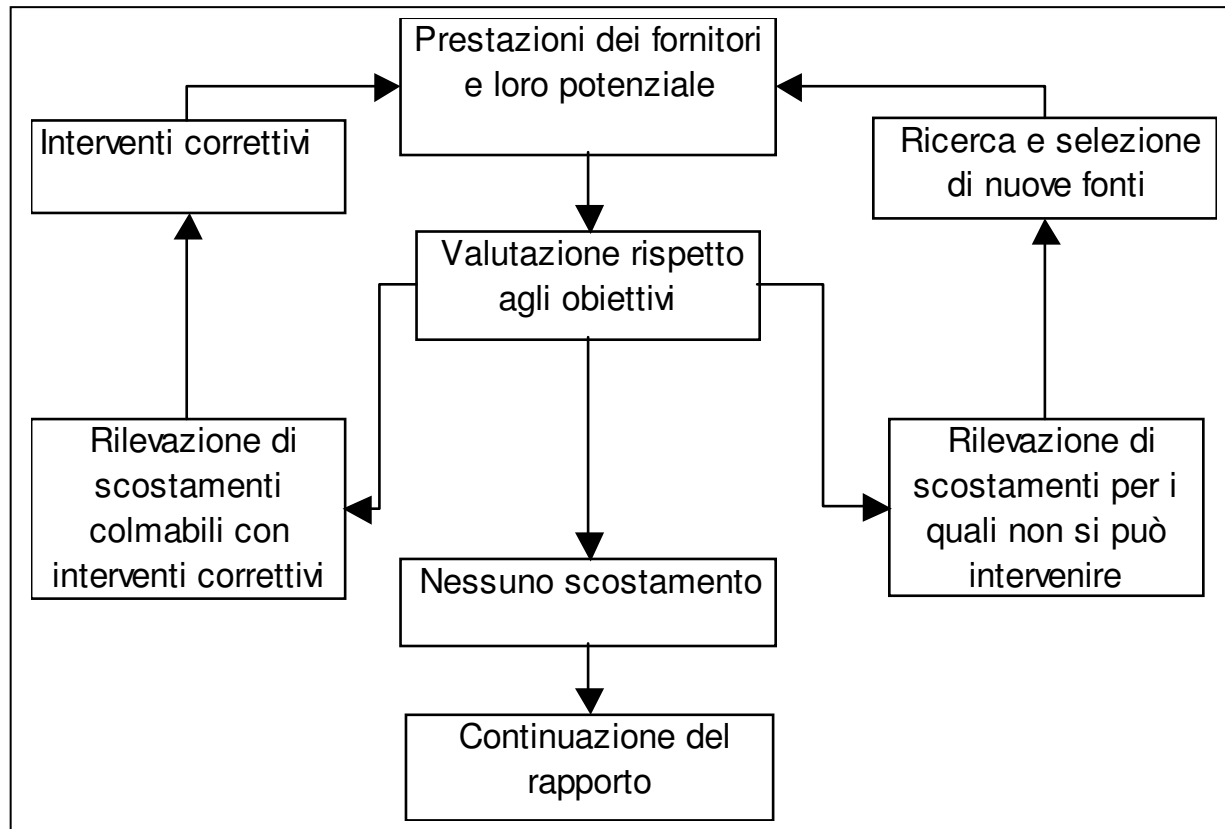 Prestazioni dei fornitori
e loro potenziale
Interventi correttivi
Ricerca e selezione
di nuove fonti
Valutazione rispetto
agli obiettivi
Rilevazione di
scostamenti
colmabili con
interventi correttivi
Rilevazione di
scostamenti per i
quali non si può
intervenire
Nessuno scostamento
Continuazione del
rapporto